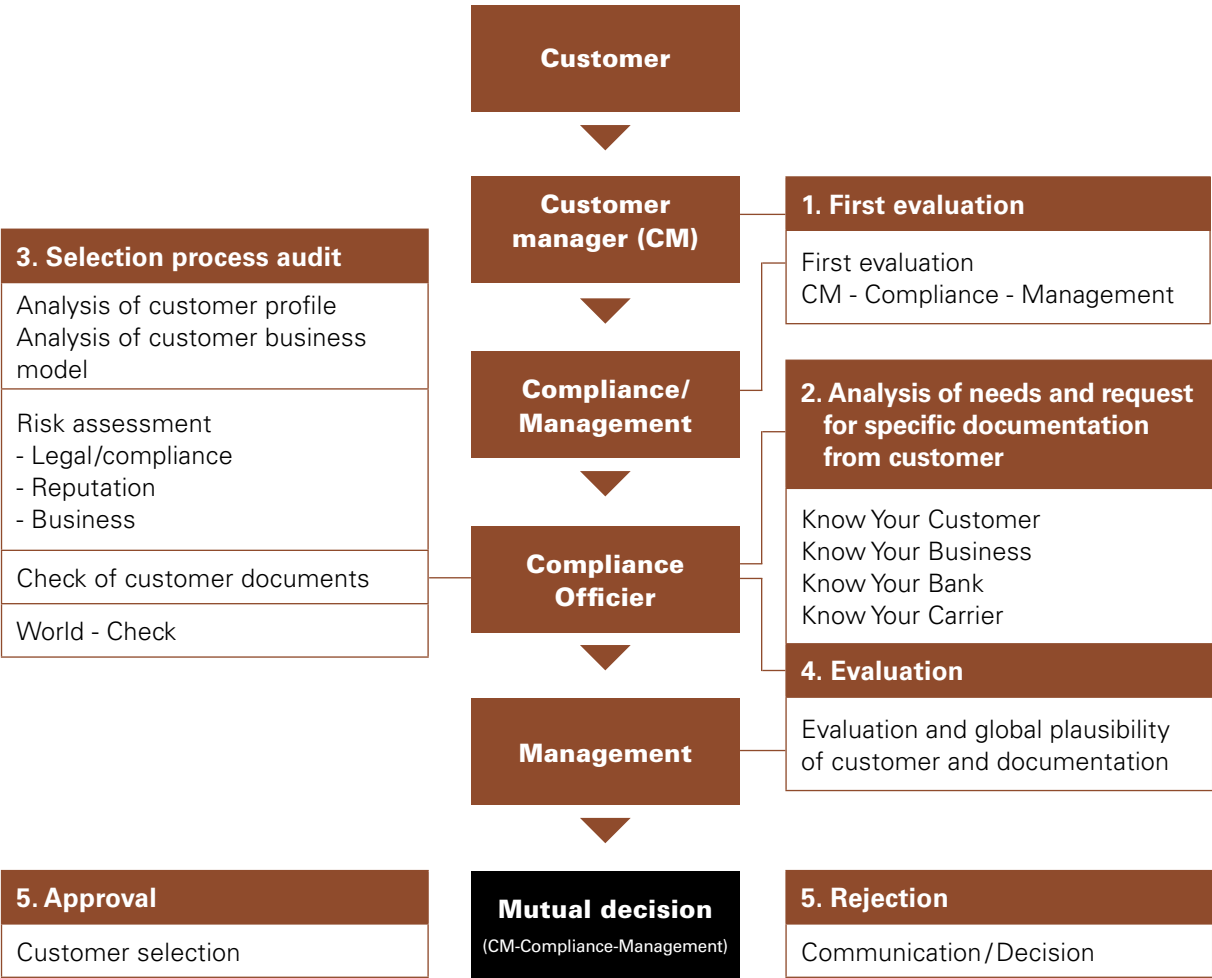 Customer
Customer
manager (CM)
1. First evaluation
First evaluation
CM - Compliance - Management
3. Selection process audit
Analysis of customer profile
Analysis of customer business
model
Risk assessment
- Legal/compliance
- Reputation
- Business
Check of customer documents
World - Check
Compliance/
Management
2. Analysis of needs and request
for specific documentation
from customer
Know Your Customer
Know Your Business
Know Your Bank
Know Your Carrier
Compliance
Officier
4. Evaluation
Evaluation and global plausibility
of customer and documentation
Management
5. Approval
Customer selection
Mutual decision
(CM-Compliance-Management)
5. Rejection
Communication/Decision